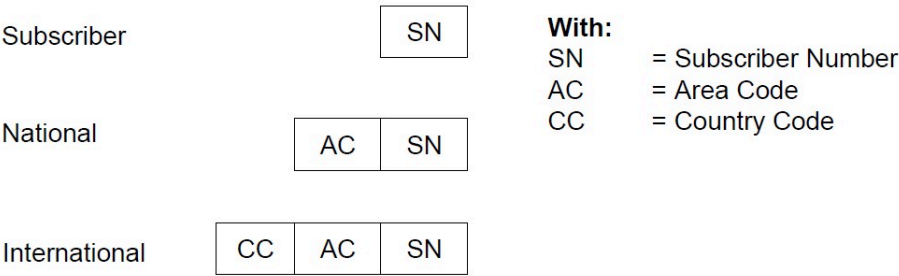 Subscriber SN
National AC SN
International CC AC SN
With:
SN = Subscriber Number
AC = Area Code
CC = Country Code